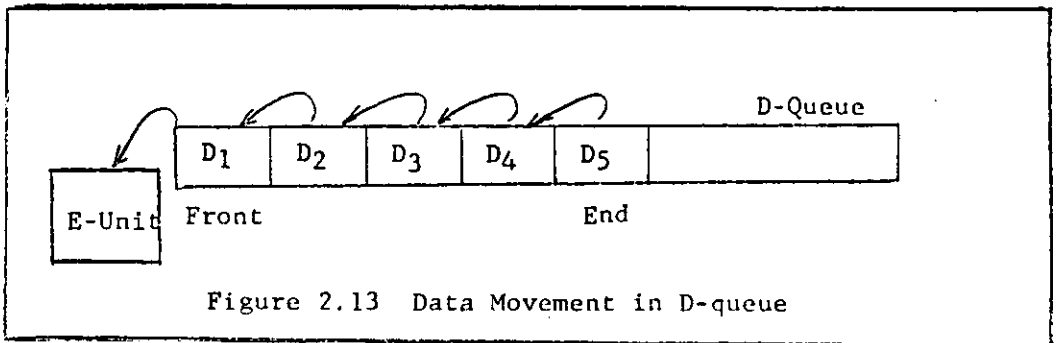 D-Queue
D1 D2 D3 D4 D5
E-Unit Front End
Figure 2.13 Data Movement in D-queue